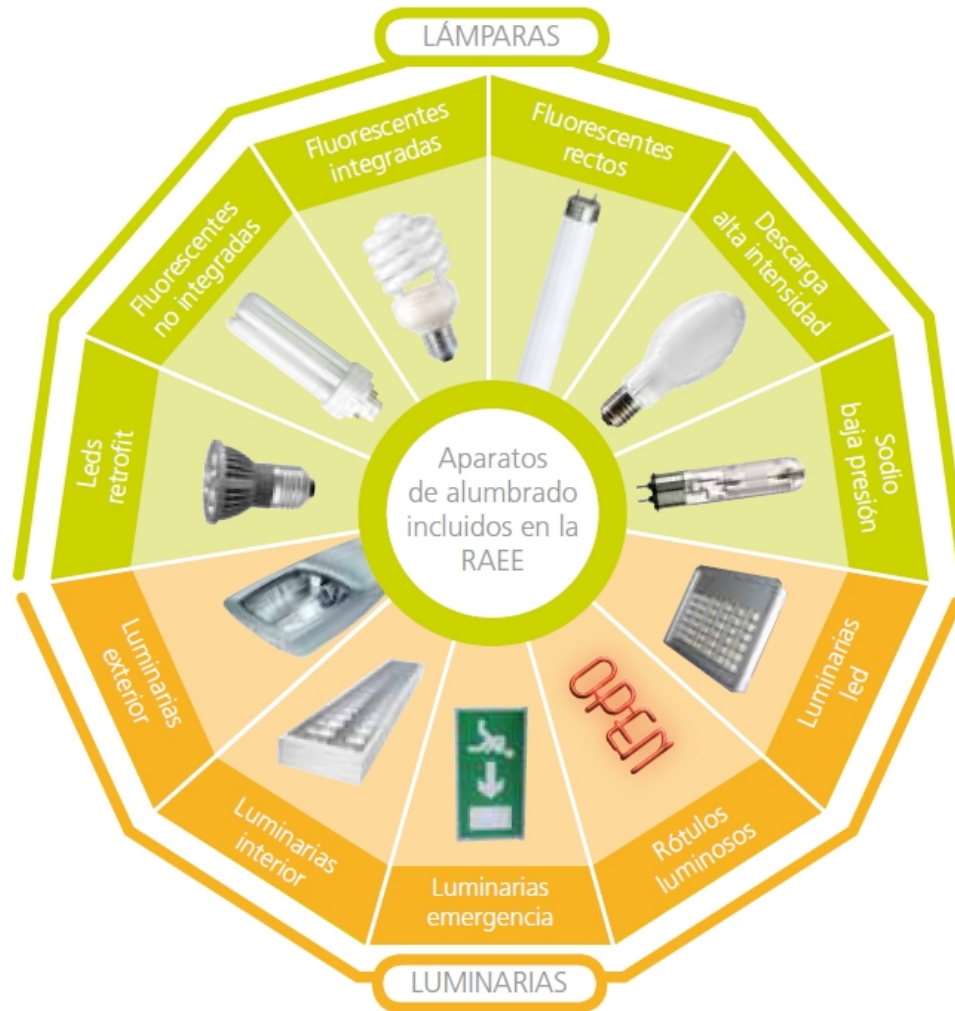 LÁMPARAS
Fluorescentes
integradas
Fluorescentes
rectos
Descarga
alta intensidad
Sodio
baja presión
Fluorescentes
no integradas
Leds
retrofit
Aparatos
de alumbrado
incluidos en la
RAEE
Luminarias
exterior
Luminarias
interior
Luminarias
emergencia
OPEN
Rótulos
luminosos
Luminarias
led
LUMINARIAS